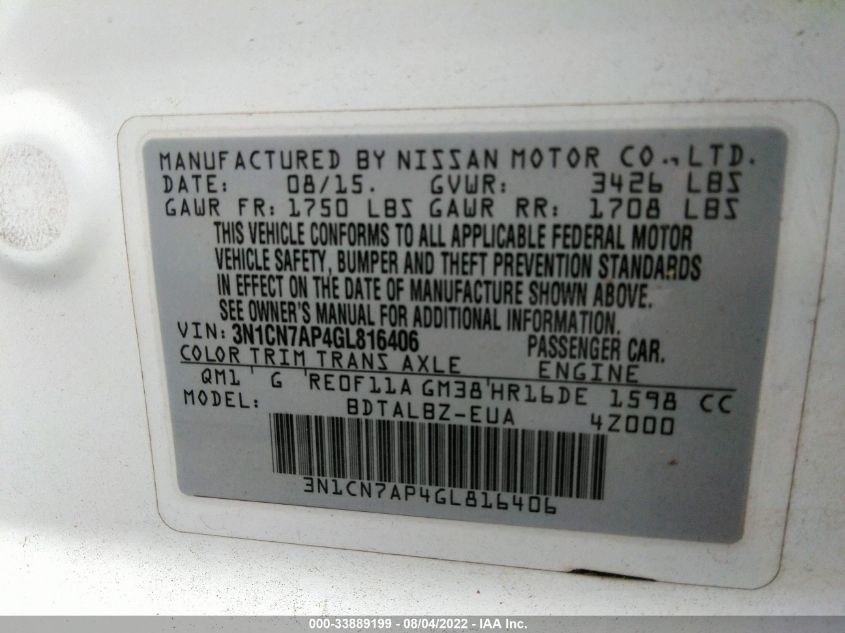 MANUFACTURED BY NISSAN MOTOR CO., LTD.
DATE: 08/15. GVWR: 3426 LBS
GAWR FR: 1750 LBS GAWR RR: 1708 LBS
THIS VEHICLE CONFORMS TO ALL APPLICABLE FEDERAL MOTOR
VEHICLE SAFETY, BUMPER AND THEFT PREVENTION STANDARDS
IN EFFECT ON THE DATE OF MANUFACTURE SHOWN ABOVE.
SEE OWNER'S MANUAL FOR ADDITIONAL INFORMATION.
VIN: 3N1CN7AP4GL816406 PASSENGER CAR.
COLOR TRIM TRANS AXLE ENGINE
QM1 ' G 'RE0F11A GM38'HR16DE 1598 CC
MODEL: BDTALBZ-EUA 4Z000
3N1CN7AP4GL816406
000-33889199 - 08/04/2022 - IAAI.COM